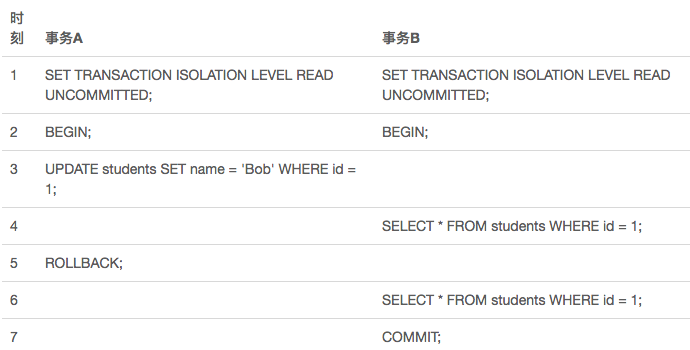 时
刻 事务A 事务B
1 SET TRANSACTION ISOLATION LEVEL READ SET TRANSACTION ISOLATION LEVEL READ
UNCOMMITTED; UNCOMMITTED;
2 BEGIN; BEGIN;
3 UPDATE students SET name = 'Bob' WHERE id =
1;
4 SELECT * FROM students WHERE id = 1;
5 ROLLBACK;
6 SELECT * FROM students WHERE id = 1;
7 COMMIT;